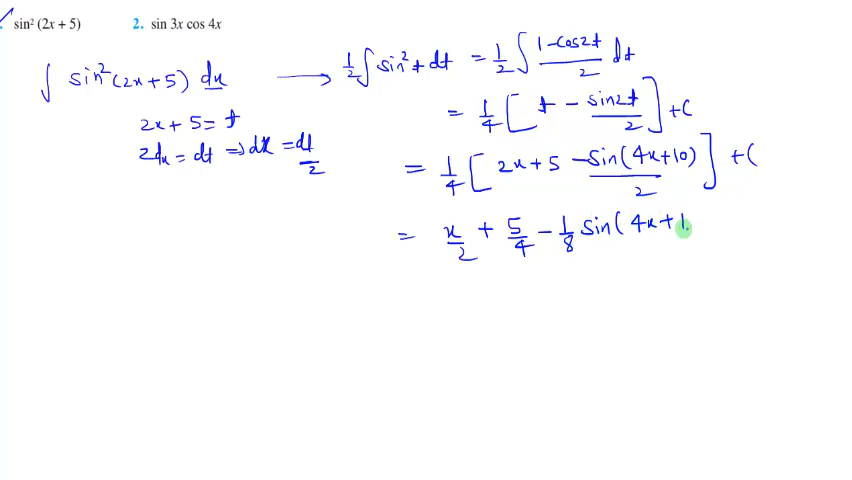 sin² (2x + 5) 2. sin 3x cos 4x
∫ sin²(2x+5) dx ⟶ 1/2 ∫ sin² t dt = 1/2 ∫ (1-cos2t)/2 dt
2x + 5 = t
= 1/4 [ t - sin2t/2 ] + C
2dx = dt ⇒ dx = dt/2
= 1/4 [ 2x+5 - sin(4x+10)/2 ] + C
= x/2 + 5/4 - 1/8 sin( 4x+1